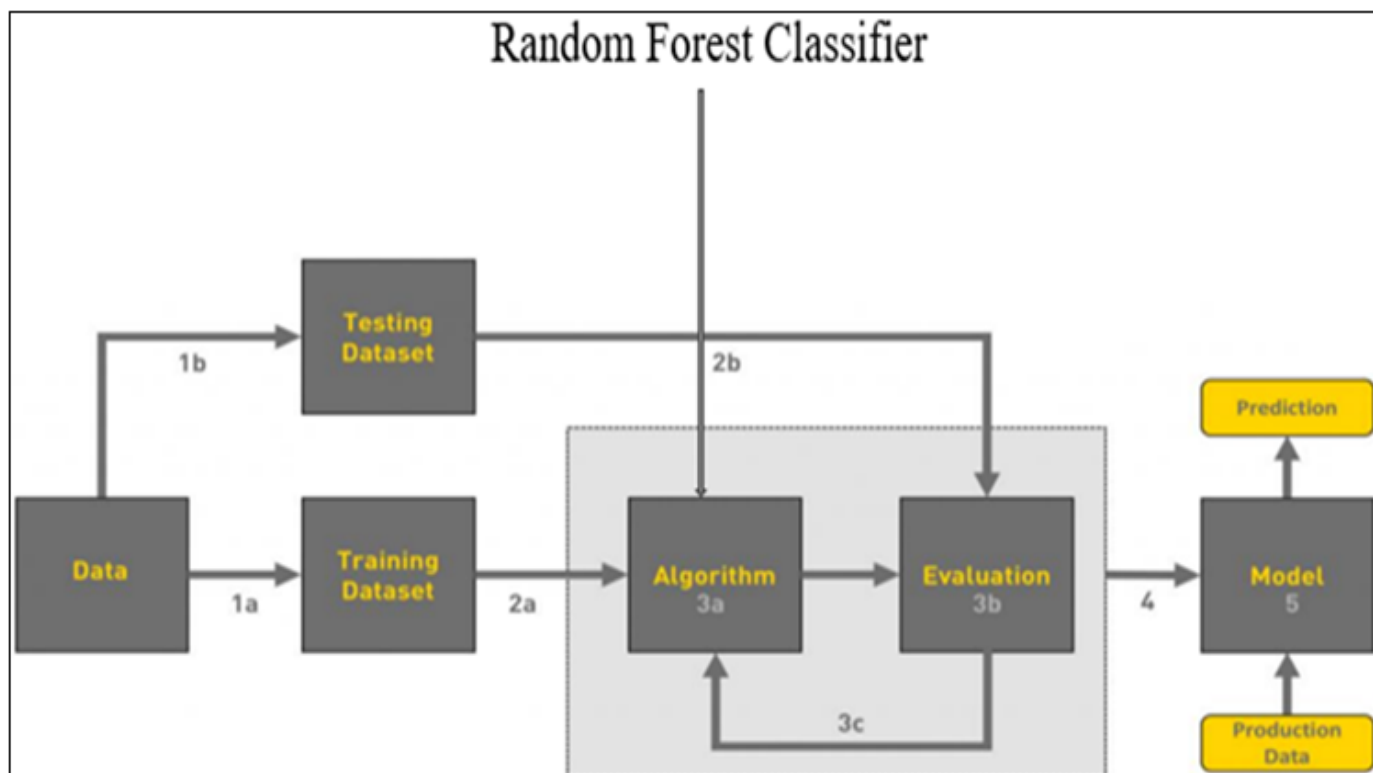 Random Forest Classifier
Testing
Dataset
1b
2b
Prediction
Data
1a
Training
Dataset
2a
Algorithm
3a
Evaluation
3b
4
Model
5
3c
Production
Data